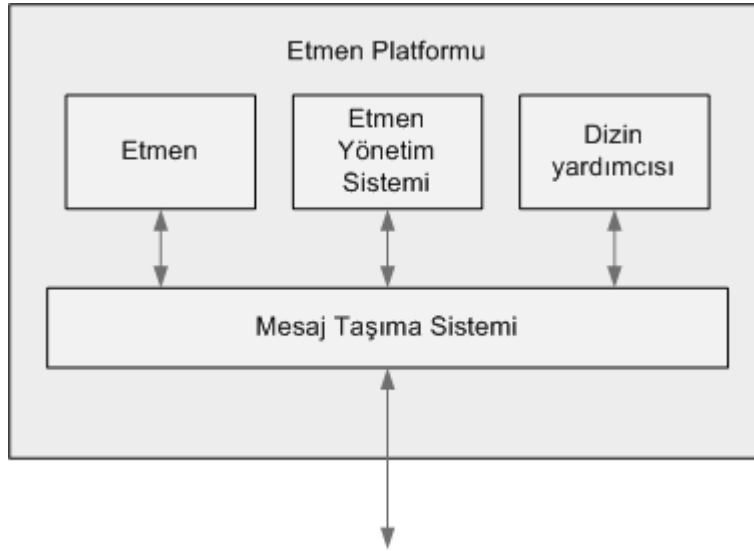 Etmen Platformu
Etmen
Etmen
Yönetim
Sistemi
Dizin
yardımcısı
Mesaj Taşıma Sistemi